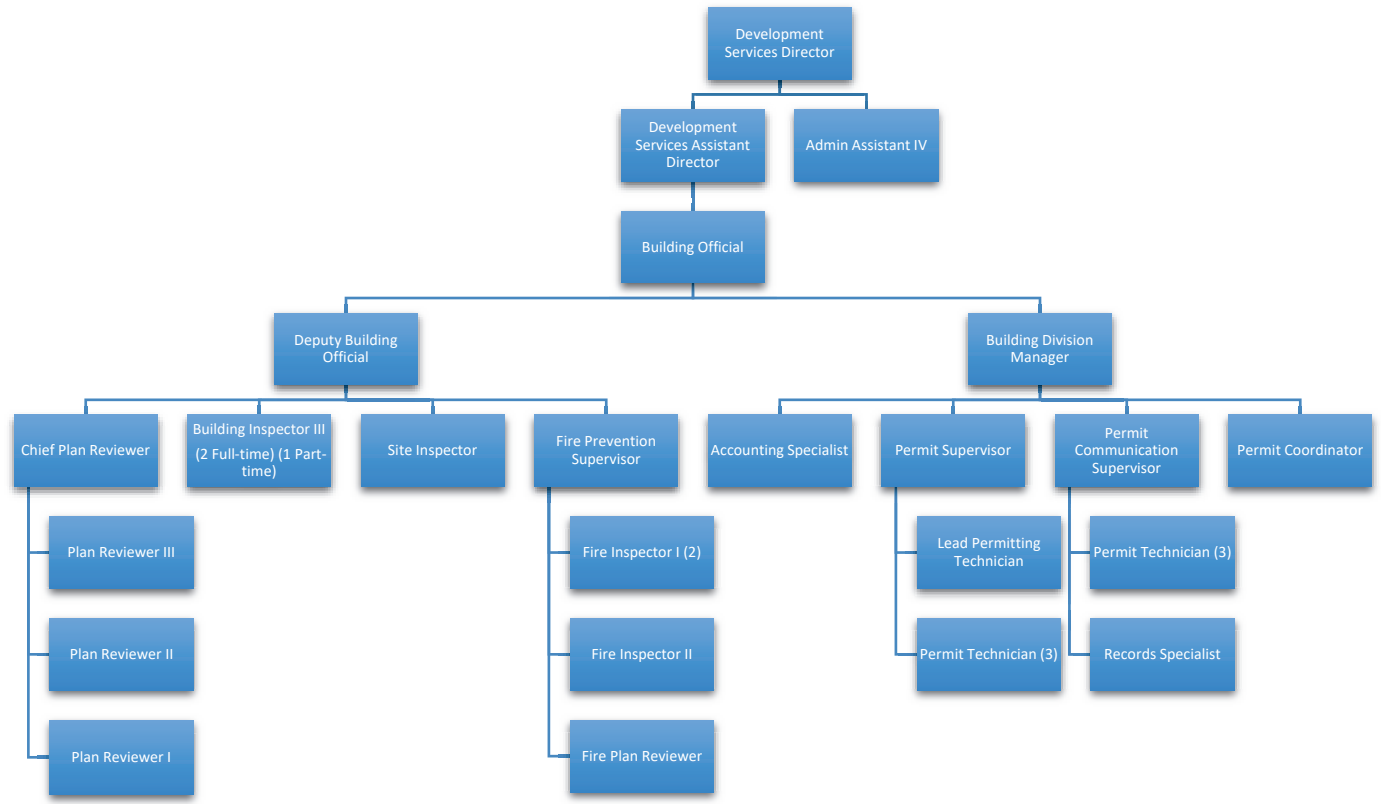 Development
Services Director
Development
Services Assistant
Director
Admin Assistant IV
Building Official
Deputy Building
Official
Building Division
Manager
Chief Plan Reviewer
Building Inspector III
(2 Full-time) (1 Part-
time)
Site Inspector
Fire Prevention
Supervisor
Accounting Specialist
Permit Supervisor
Permit
Communication
Supervisor
Permit Coordinator
Plan Reviewer III
Fire Inspector I (2)
Lead Permitting
Technician
Permit Technician (3)
Plan Reviewer II
Fire Inspector II
Permit Technician (3)
Records Specialist
Plan Reviewer I
Fire Plan Reviewer